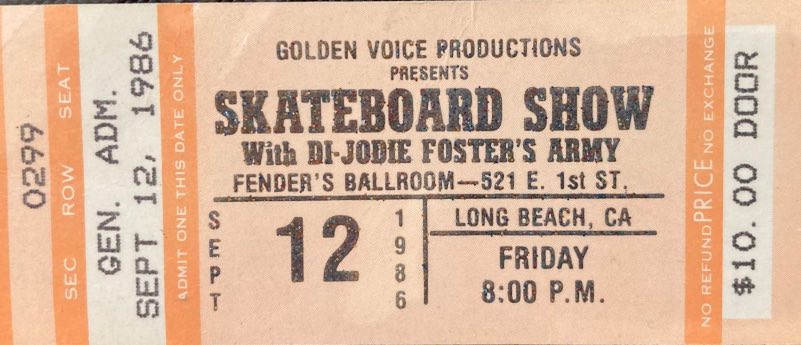 0299
SEC ROW SEAT
GEN. ADM.
SEPT 12, 1986
ADMIT ONE THIS DATE ONLY
GOLDEN VOICE PRODUCTIONS
PRESENTS
SKATEBOARD SHOW
With DI-JODIE FOSTER'S ARMY
FENDER'S BALLROOM—521 E. 1st ST.
SEPT
12
1986
LONG BEACH, CA
FRIDAY
8:00 P.M.
NO REFUND PRICE NO EXCHANGE
$10.00 DOOR